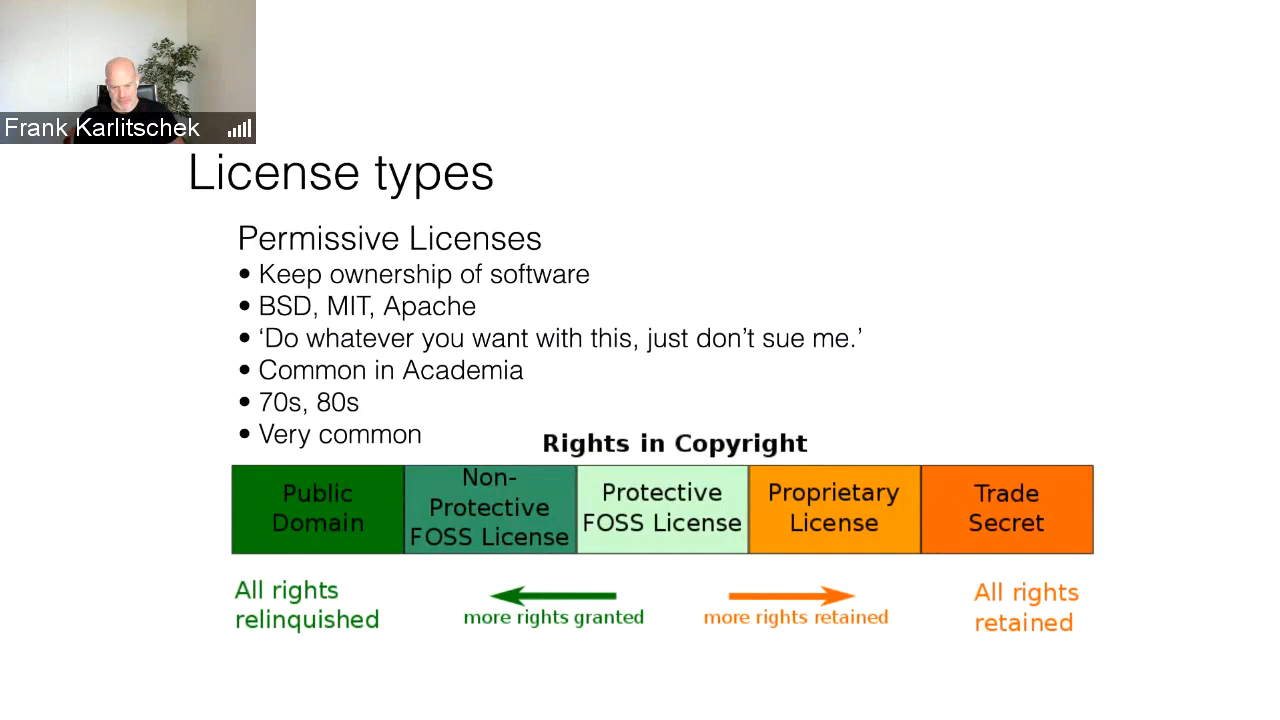 Frank Karlitschek
License types
Permissive Licenses
• Keep ownership of software
• BSD, MIT, Apache
• ‘Do whatever you want with this, just don’t sue me.’
• Common in Academia
• 70s, 80s
• Very common
Rights in Copyright
Public
Domain
Non-
Protective
FOSS License
Protective
FOSS License
Proprietary
License
Trade
Secret
All rights
relinquished
more rights granted
more rights retained
All rights
retained